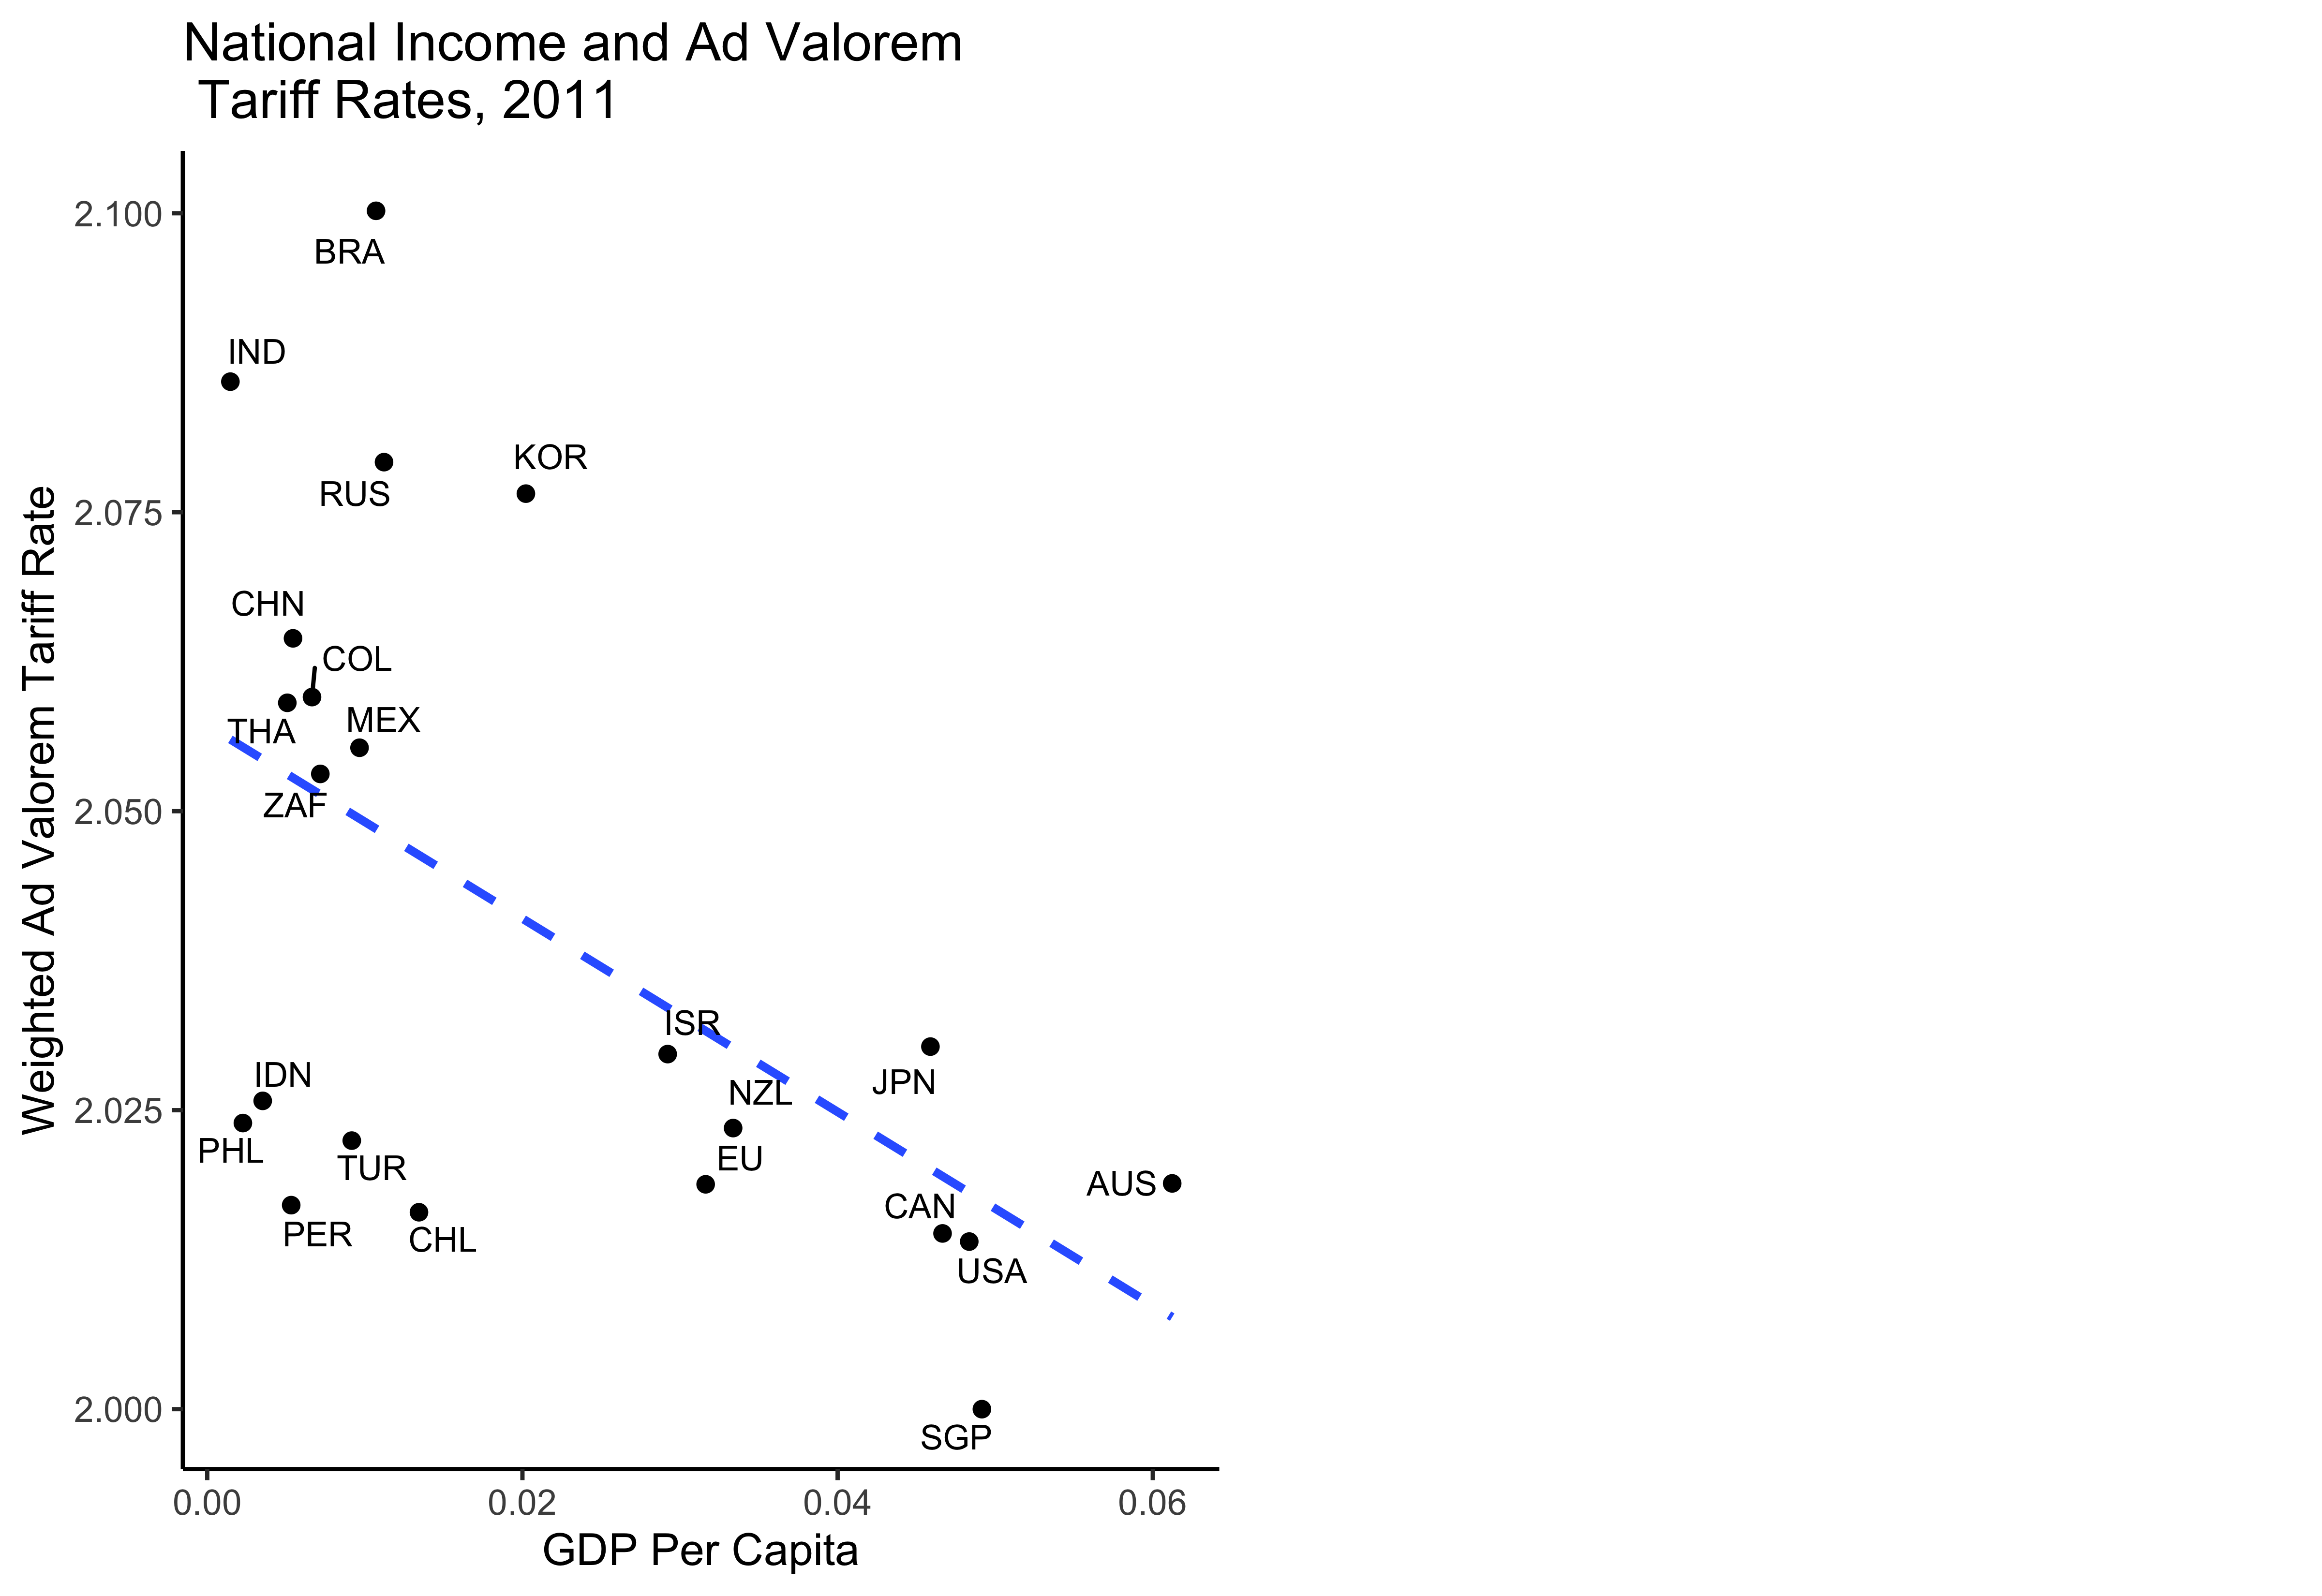 National Income and Ad Valorem
Tariff Rates, 2011
Weighted Ad Valorem Tariff Rate
2.100
2.075
2.050
2.025
2.000
BRA
IND
KOR
RUS
CHN
COL
MEX
THA
ZAF
ISR
IDN
JPN
NZL
PHL
EU
TUR
AUS
CAN
PER
CHL
USA
SGP
0.00 0.02 0.04 0.06
GDP Per Capita